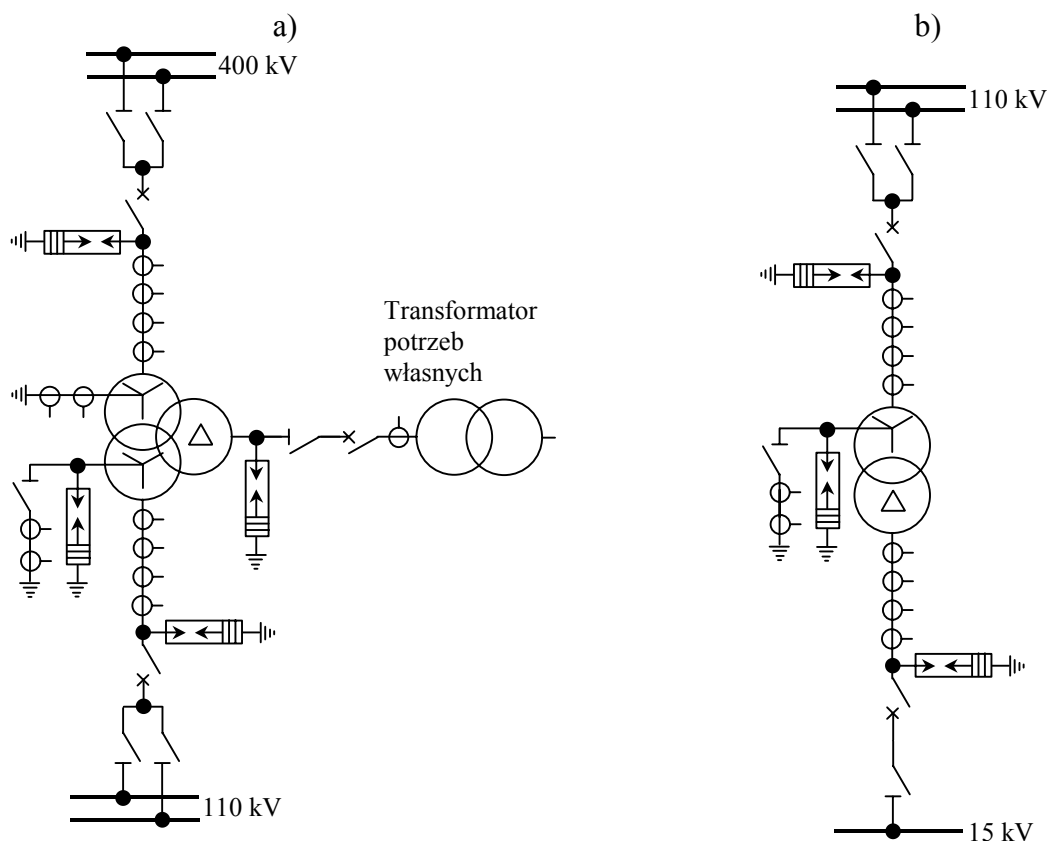 a)
b)
400 kV
110 kV
Transformator
potrzeb
własnych
110 kV
15 kV